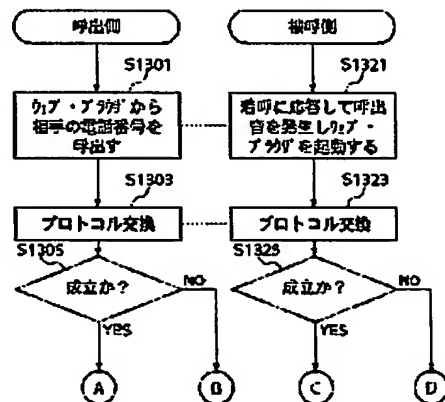 呼出側
被呼側
S1301
S1321
ウェブ・ブラウザから
相手の電話番号を
呼出す
着呼に応答して呼出
音を発生しウェブ・
ブラウザを起動する
S1303
S1323
プロトコル交換
プロトコル交換
S1305
S1325
成立か?
NO
成立か?
NO
YES
YES
A
B
C
D